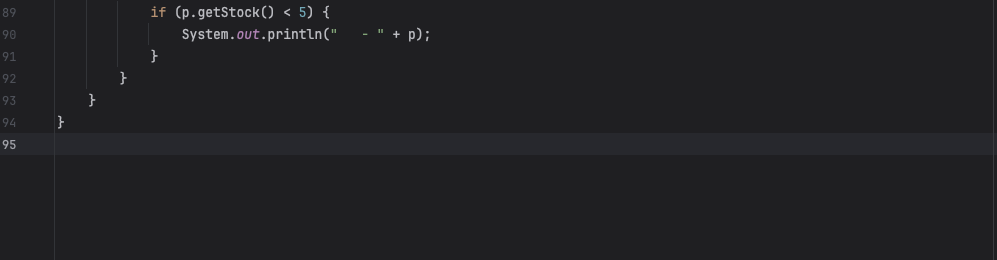 89 if (p.getStock() < 5) {
90 System.out.println("   - " + p);
91 }
92 }
93 }
94 }
95